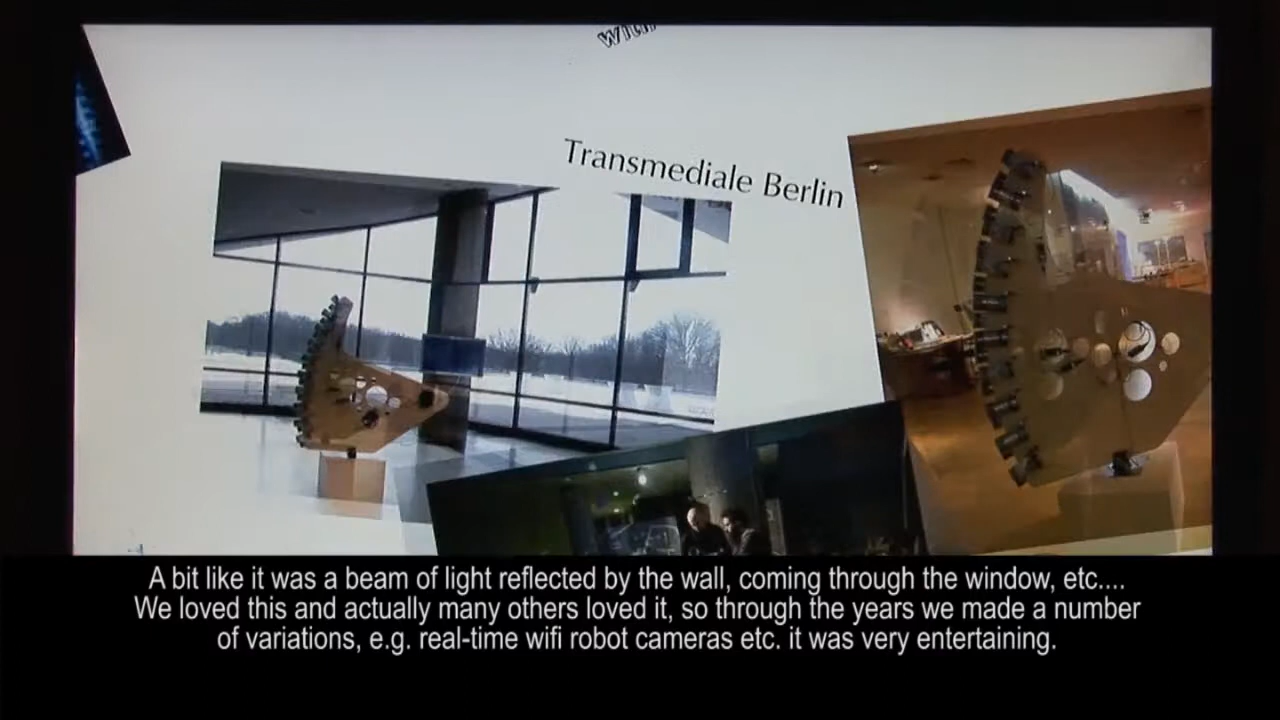 with
Transmediale Berlin
A bit like it was a beam of light reflected by the wall, coming through the window, etc....
We loved this and actually many others loved it, so through the years we made a number
of variations, e.g. real-time wifi robot cameras etc. it was very entertaining.